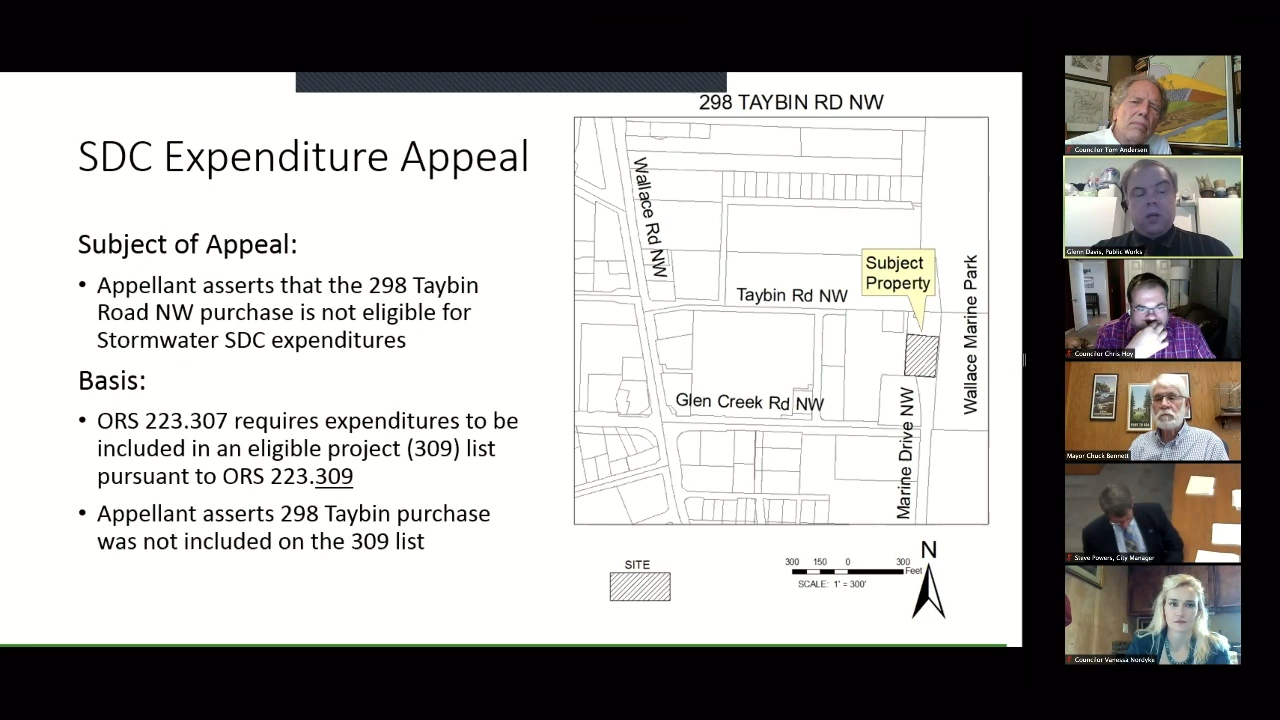 SDC Expenditure Appeal
Subject of Appeal:
• Appellant asserts that the 298 Taybin
Road NW purchase is not eligible for
Stormwater SDC expenditures
Basis:
• ORS 223.307 requires expenditures to be
included in an eligible project (309) list
pursuant to ORS 223.309
• Appellant asserts 298 Taybin purchase
was not included on the 309 list
298 TAYBIN RD NW
Wallace Rd NW
Subject
Property
Taybin Rd NW
Wallace Marine Park
Glen Creek Rd NW
Marine Drive NW
SITE
300 150 0 300
Feet
SCALE: 1' = 300'
N
Councilor Tom Andersen
Glenn Davis, Public Works
Councilor Chris Hoy
Mayor Chuck Bennett
Steve Powers, City Manager
Councilor Vanessa Nordyke